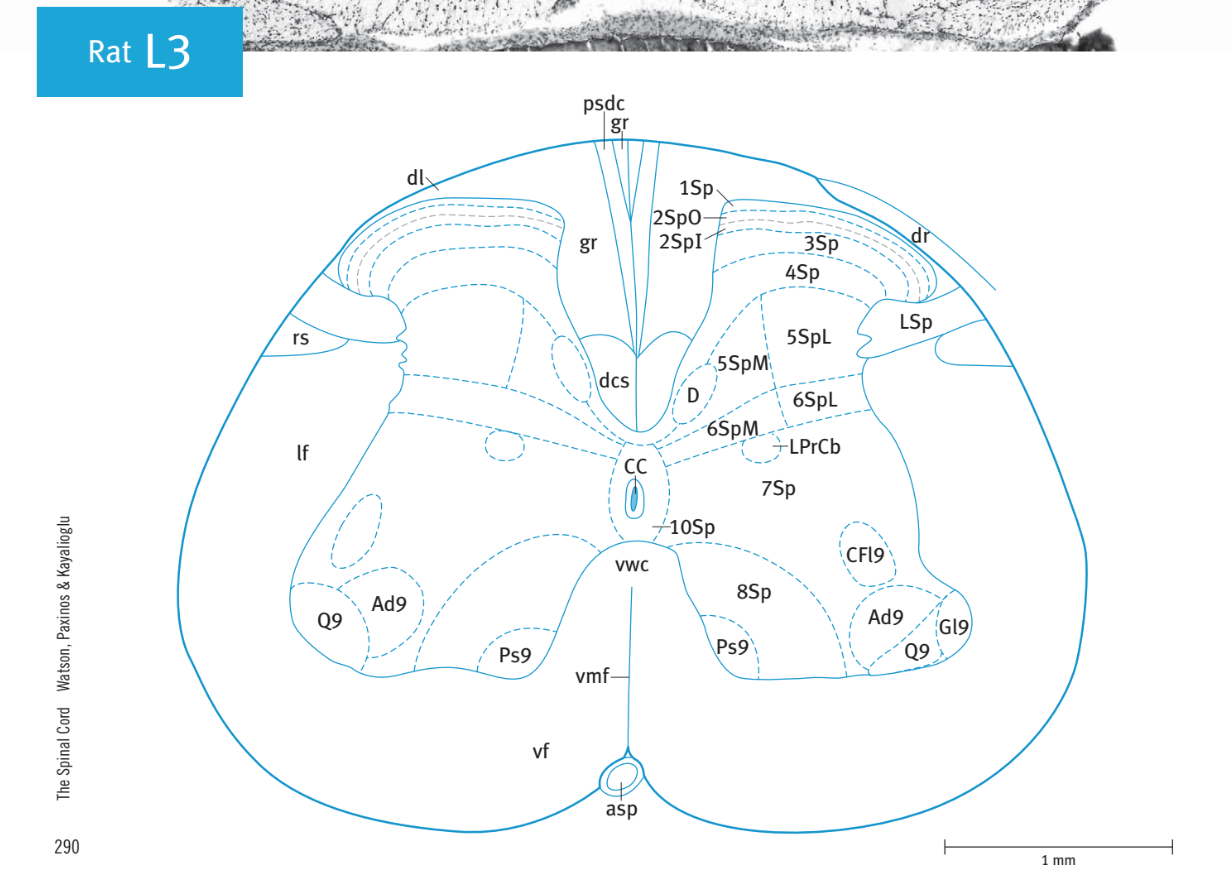 Rat L3
psdc
gr
dl
1Sp
2SpO
2SpI
gr
3Sp
dr
4Sp
rs
LSp
5SpL
5SpM
dcs
D
6SpL
6SpM
LPrCb
lf
CC
7Sp
10Sp
CFl9
vwc
8Sp
Ad9
Q9
Ad9
Gl9
Q9
Ps9
Ps9
vmf
vf
asp
The Spinal Cord Watson, Paxinos & Kayalioglu
290
1 mm